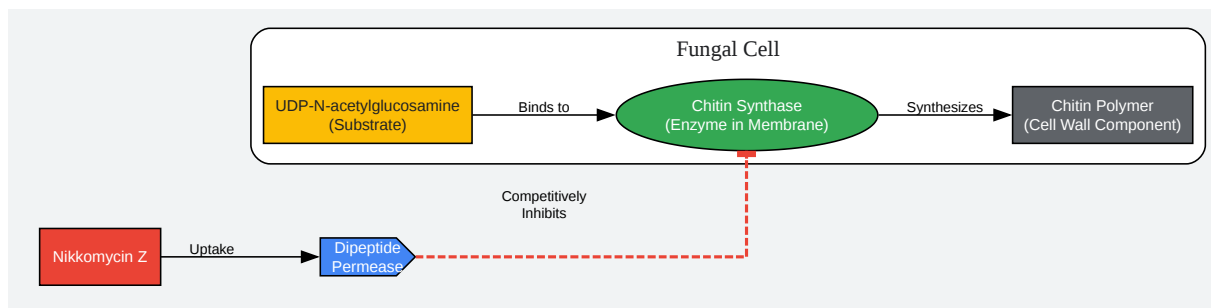 Fungal Cell
UDP-N-acetylglucosamine
(Substrate)
Binds to
Chitin Synthase
(Enzyme in Membrane)
Synthesizes
Chitin Polymer
(Cell Wall Component)
Competitively
Inhibits
Nikkomycin Z
Uptake
Dipeptide
Permease